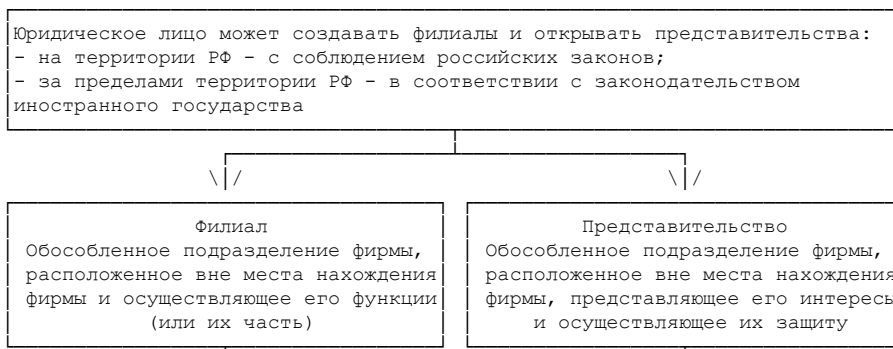 Юридическое лицо может создавать филиалы и открывать представительства:
- на территории РФ - с соблюдением российских законов;
- за пределами территории РФ - в соответствии с законодательством
иностранного государства
Филиал
Обособленное подразделение фирмы,
расположенное вне места нахождения
фирмы и осуществляющее его функции
(или их часть)
Представительство
Обособленное подразделение фирмы,
расположенное вне места нахождения
фирмы, представляющее его интересы
и осуществляющее их защиту